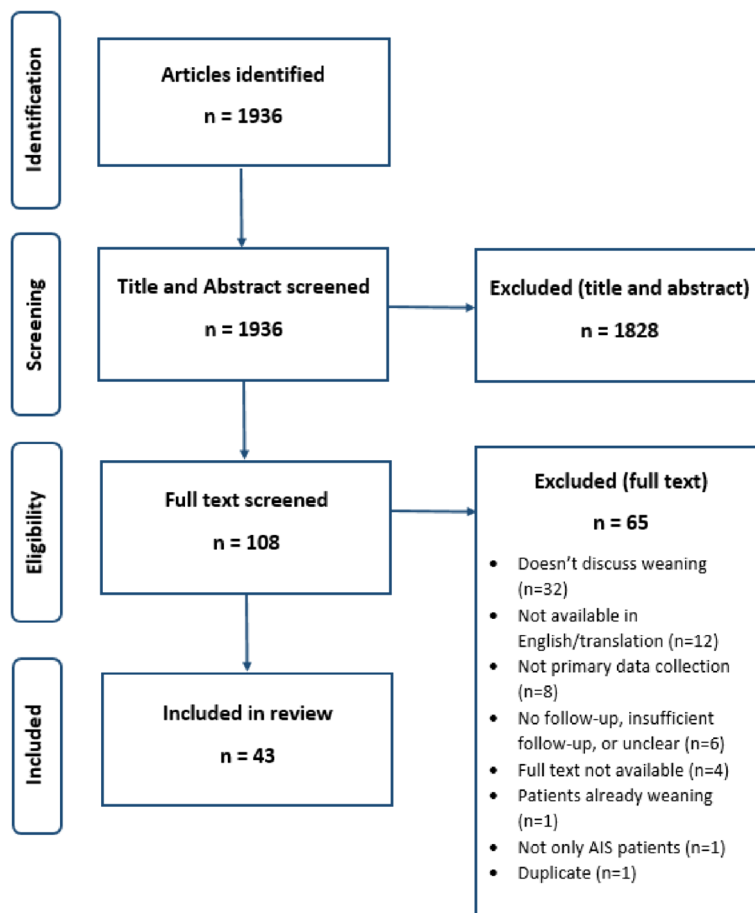 Identification
Articles identified
n = 1936
Screening
Title and Abstract screened
n = 1936
Excluded (title and abstract)
n = 1828
Eligibility
Full text screened
n = 108
Excluded (full text)
n = 65
• Doesn't discuss weaning
(n=32)
• Not available in
English/translation (n=12)
• Not primary data collection
(n=8)
• No follow-up, insufficient
follow-up, or unclear (n=6)
• Full text not available (n=4)
• Patients already weaning
(n=1)
• Not only AIS patients (n=1)
• Duplicate (n=1)
Included
Included in review
n = 43